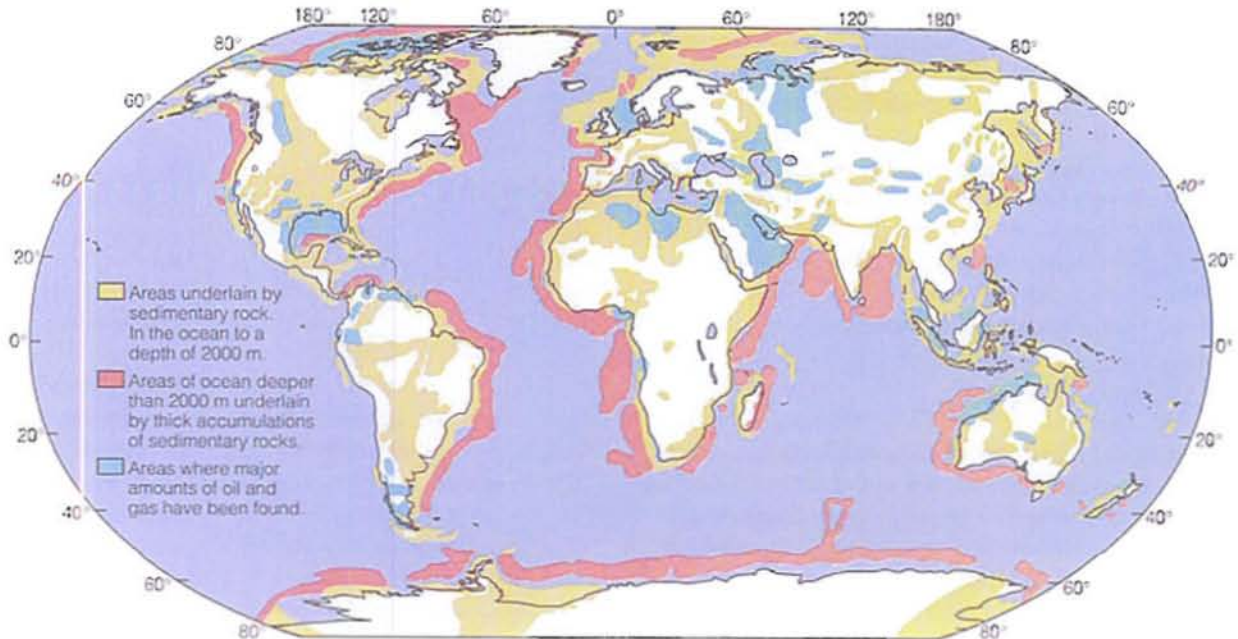 180° 120° 60° 0° 60° 120° 180°
80° 80°
60° 60°
40° 40°
20° 20°
0° 0°
20° 20°
40° 40°
60° 60°
80° 80°
Areas underlain by
sedimentary rock.
In the ocean to a
depth of 2000 m.
Areas of ocean deeper
than 2000 m underlain
by thick accumulations
of sedimentary rocks.
Areas where major
amounts of oil and
gas have been found.